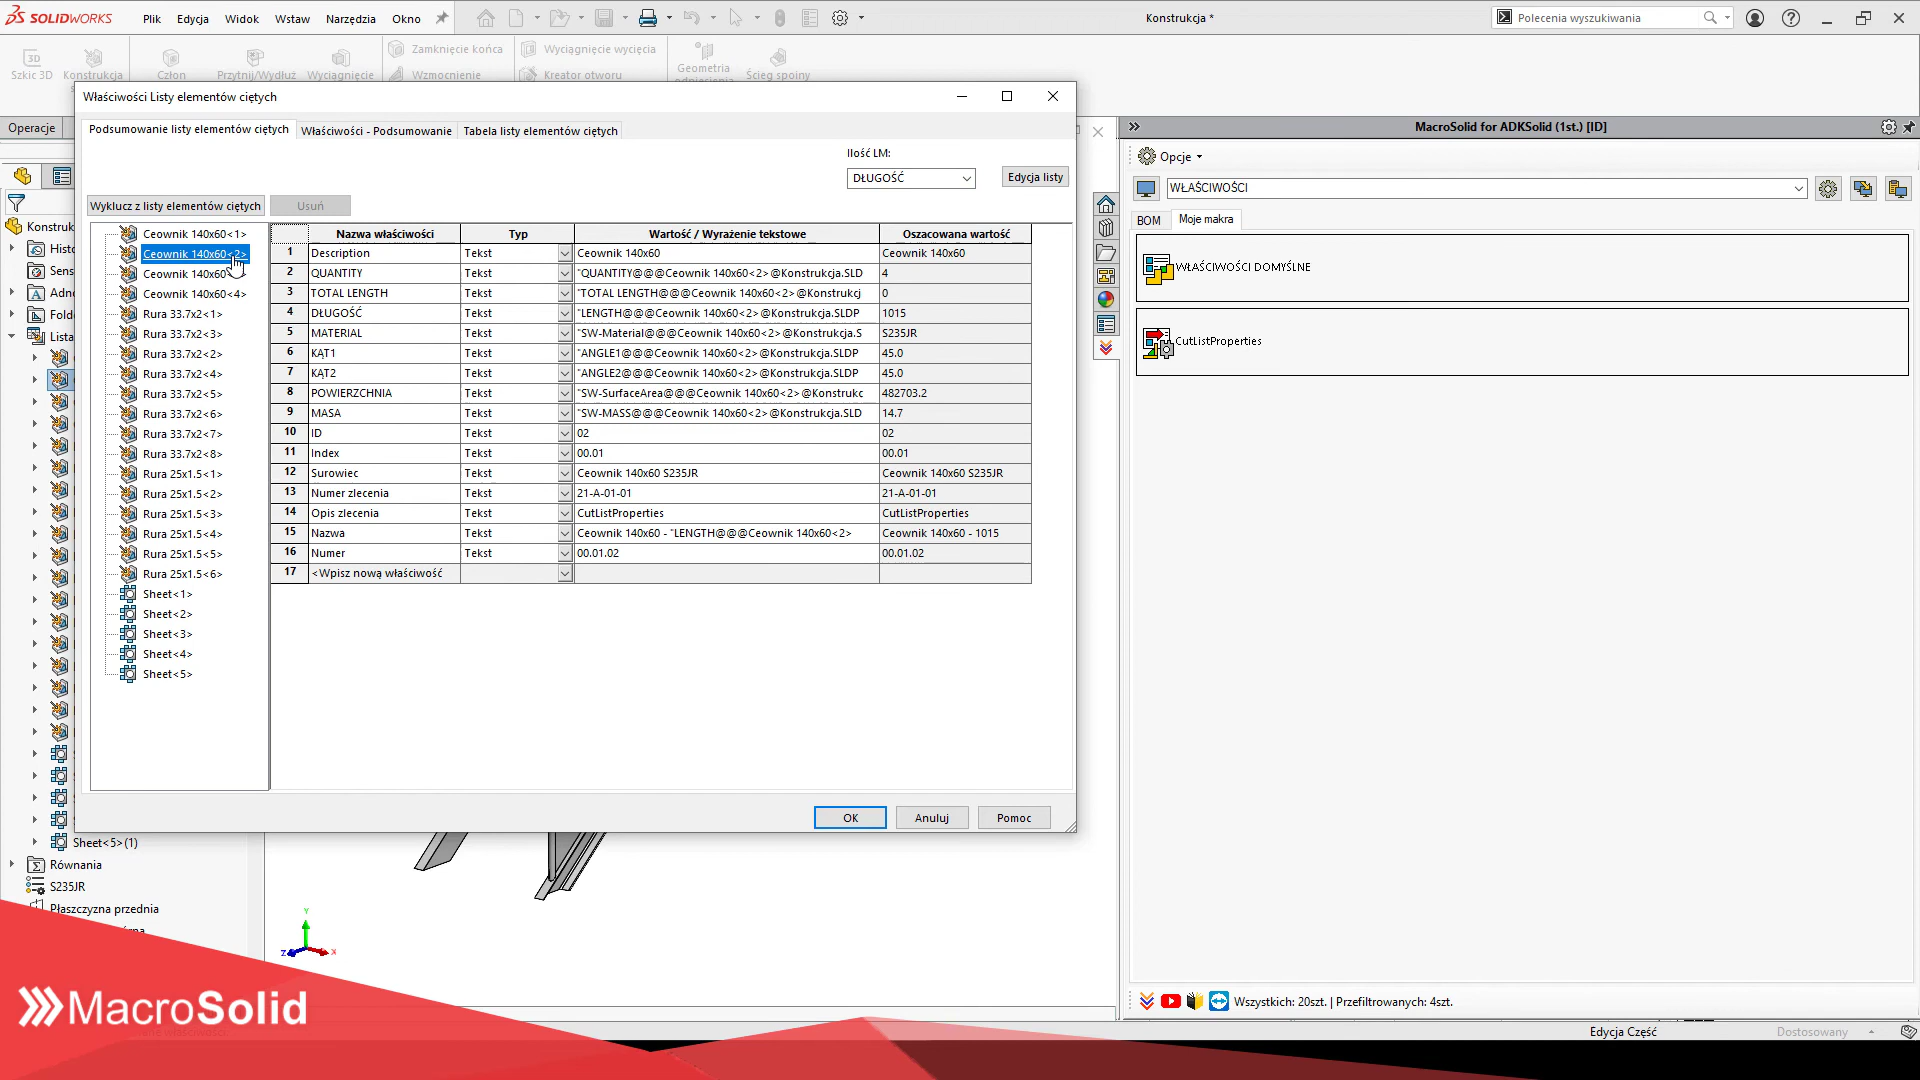 SOLIDWORKS
Plik Edycja Widok Wstaw Narzędzia Okno
Konstrukcja *
Polecenia wyszukiwania
Szkic 3D
Konstrukcja
Człon
Przytnij/Wydłuż
Wyciągnięcie
Zamknięcie końca
Wzmocnienie
Wyciągnięcie wycięcia
Kreator otworu
Geometria
Ścieg spoiny
Operacje
Właściwości Listy elementów ciętych
Podsumowanie listy elementów ciętych
Właściwości - Podsumowanie
Tabela listy elementów ciętych
Ilość LM:
DŁUGOŚĆ
Edycja listy
Wyklucz z listy elementów ciętych
Usuń
Ceownik 140x60<1>
Ceownik 140x60<2>
Ceownik 140x60
Ceownik 140x60<4>
Rura 33.7x2<1>
Rura 33.7x2<3>
Rura 33.7x2<2>
Rura 33.7x2<4>
Rura 33.7x2<5>
Rura 33.7x2<6>
Rura 33.7x2<7>
Rura 33.7x2<8>
Rura 25x1.5<1>
Rura 25x1.5<2>
Rura 25x1.5<3>
Rura 25x1.5<4>
Rura 25x1.5<5>
Rura 25x1.5<6>
Sheet<1>
Sheet<2>
Sheet<3>
Sheet<4>
Sheet<5>
Nazwa właściwości Typ Wartość / Wyrażenie tekstowe Oszacowana wartość
1 Description Tekst Ceownik 140x60 Ceownik 140x60
2 QUANTITY Tekst "QUANTITY@@@Ceownik 140x60<2>@Konstrukcja.SLD 4
3 TOTAL LENGTH Tekst "TOTAL LENGTH@@@Ceownik 140x60<2>@Konstrukcj 0
4 DŁUGOŚĆ Tekst "LENGTH@@@Ceownik 140x60<2>@Konstrukcja.SLDP 1015
5 MATERIAL Tekst "SW-Material@@@Ceownik 140x60<2>@Konstrukcja.S S235JR
6 KĄT1 Tekst "ANGLE1@@@Ceownik 140x60<2>@Konstrukcja.SLDP 45.0
7 KĄT2 Tekst "ANGLE2@@@Ceownik 140x60<2>@Konstrukcja.SLDP 45.0
8 POWIERZCHNIA Tekst "SW-SurfaceArea@@@Ceownik 140x60<2>@Konstrukc 482703.2
9 MASA Tekst "SW-MASS@@@Ceownik 140x60<2>@Konstrukcja.SLD 14.7
10 ID Tekst 02 02
11 Index Tekst 00.01 00.01
12 Surowiec Tekst Ceownik 140x60 S235JR Ceownik 140x60 S235JR
13 Numer zlecenia Tekst 21-A-01-01 21-A-01-01
14 Opis zlecenia Tekst CutListProperties CutListProperties
15 Nazwa Tekst Ceownik 140x60 - "LENGTH@@@Ceownik 140x60<2> Ceownik 140x60 - 1015
16 Numer Tekst 00.01.02 00.01.02
17 <Wpisz nową właściwość
OK Anuluj Pomoc
Konstruk
Histo
Sens
Adno
Folde
Lista
Sheet<5>(1)
Równania
S235JR
Płaszczyzna przednia
Y
Z
X
MacroSolid for ADKSolid (1st.) [ID]
Opcje
WŁAŚCIWOŚCI
BOM Moje makra
WŁAŚCIWOŚCI DOMYŚLNE
CutListProperties
Wszystkich: 20szt. | Przefiltrowanych: 4szt.
Edycja Część
Dostosowany
MacroSolid